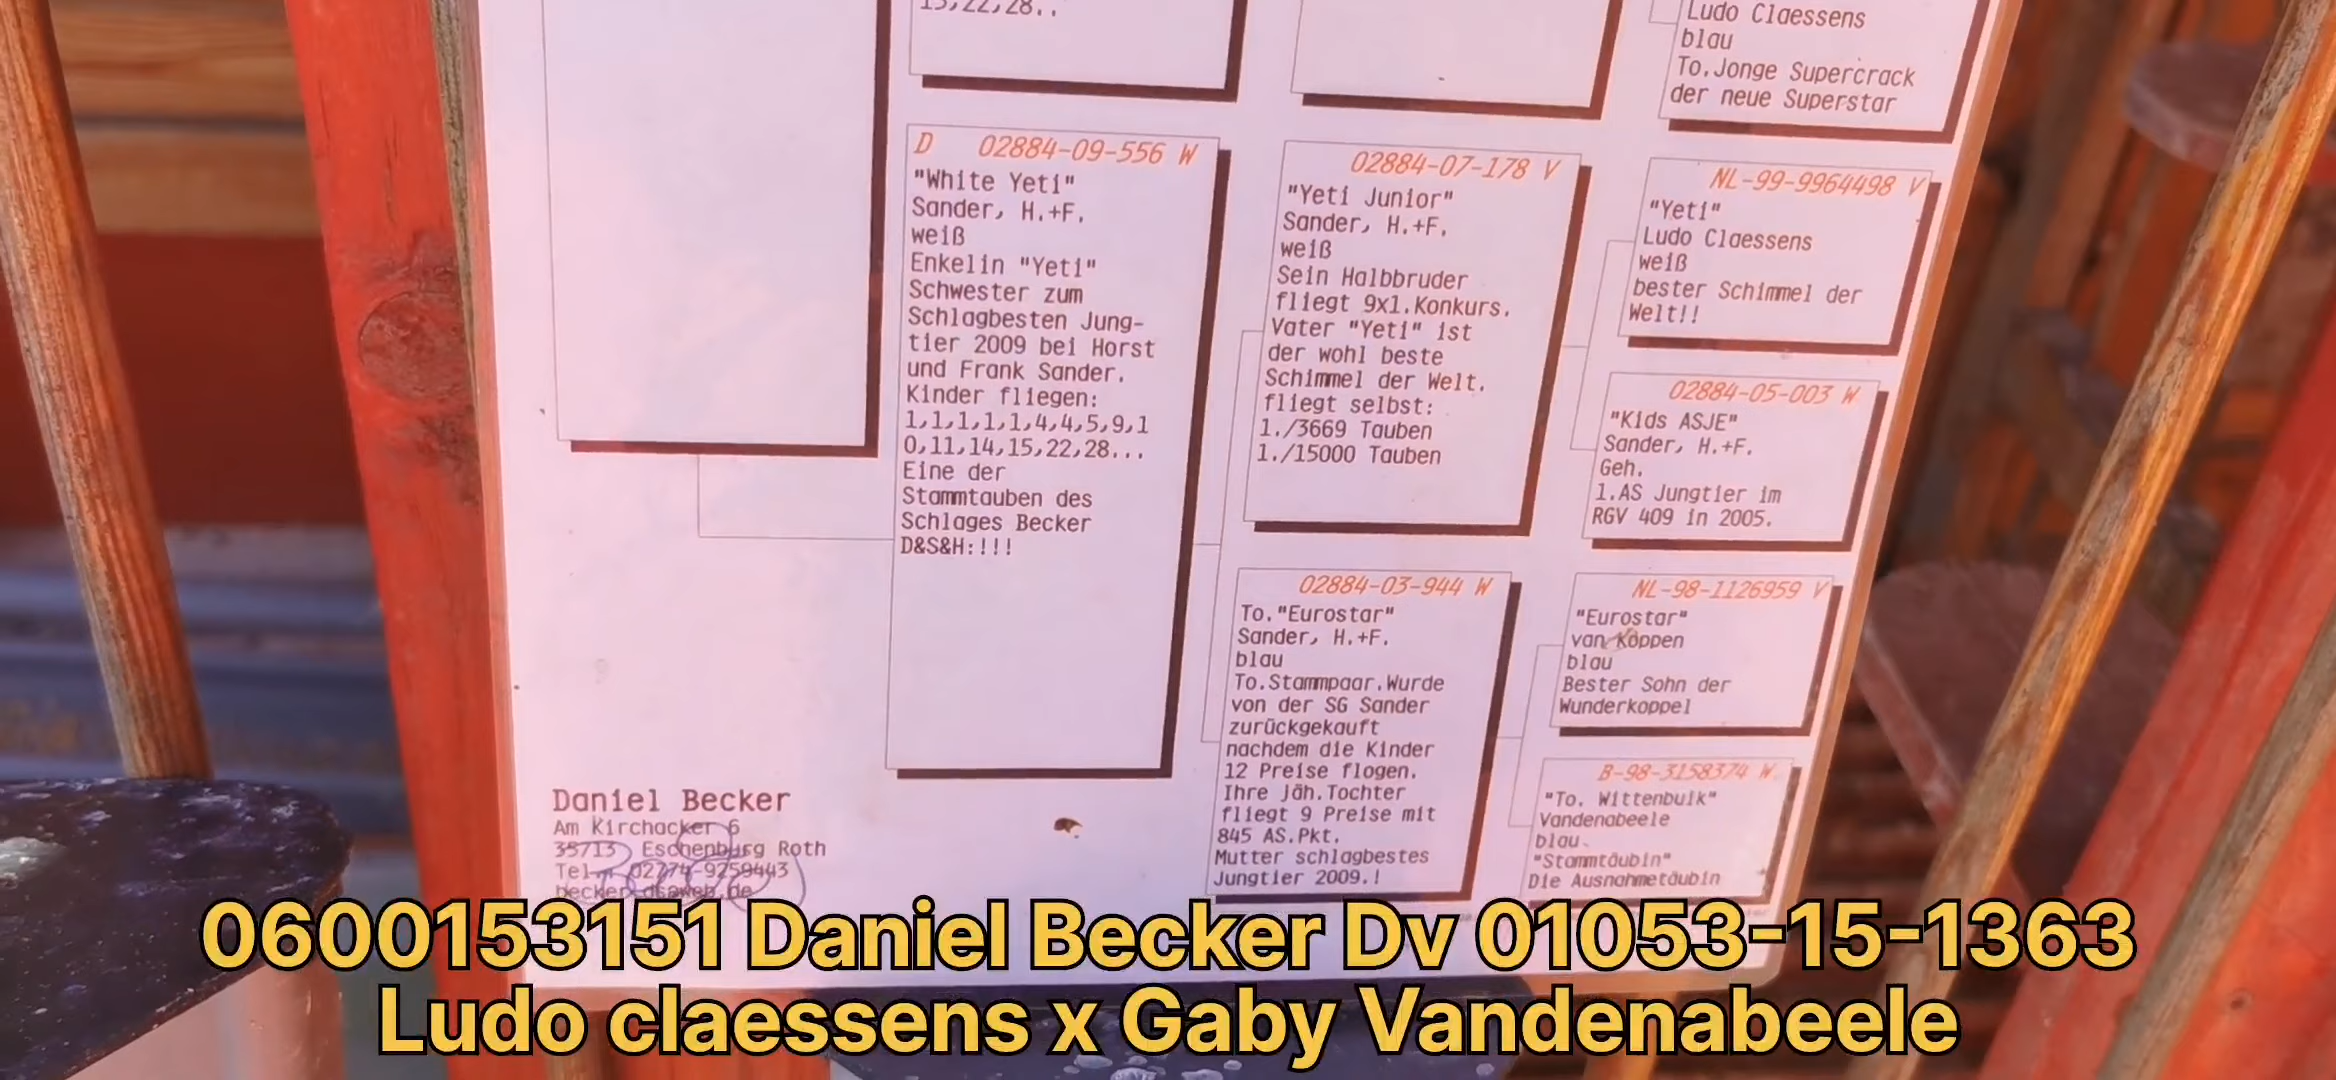 13,22,28..
Ludo Claessens
blau
To.Jonge Supercrack
der neue Superstar
D 02884-09-556 W
"White Yeti"
Sander, H.+F.
weiß
Enkelin "Yeti"
Schwester zum
Schlagbesten Jung-
tier 2009 bei Horst
und Frank Sander.
Kinder fliegen:
1,1,1,1,1,4,4,5,9,1
0,11,14,15,22,28...
Eine der
Stammtauben des
Schlages Becker
D&S&H:!!!
02884-07-178 V
"Yeti Junior"
Sander, H.+F.
weiß
Sein Halbbruder
fliegt 9x1.Konkurs.
Vater "Yeti" ist
der wohl beste
Schimmel der Welt.
fliegt selbst:
1./3669 Tauben
1./15000 Tauben
NL-99-9964498 V
"Yeti"
Ludo Claessens
weiß
bester Schimmel der
Welt!!
02884-05-003 W
"Kids ASJE"
Sander, H.+F.
Geh.
1.AS Jungtier im
RGV 409 in 2005.
02884-03-944 W
To."Eurostar"
Sander, H.+F.
blau
To.Stammpaar.Wurde
von der SG Sander
zurückgekauft
nachdem die Kinder
12 Preise flogen.
Ihre jäh.Tochter
fliegt 9 Preise mit
845 AS.Pkt.
Mutter schlagbestes
Jungtier 2009.!
NL-98-1126959 V
"Eurostar"
van Koppen
blau
Bester Sohn der
Wunderkoppel
B-98-3158374 W
"To. Wittenbuik"
Vandenabeele
blau
"Stammtäubin"
Die Ausnahmetäubin
Daniel Becker
Am Kirchacker 6
35713 Eschenburg Roth
Tel 02774-9259443
0600153151 Daniel Becker Dv 01053-15-1363
Ludo claessens x Gaby Vandenabeele